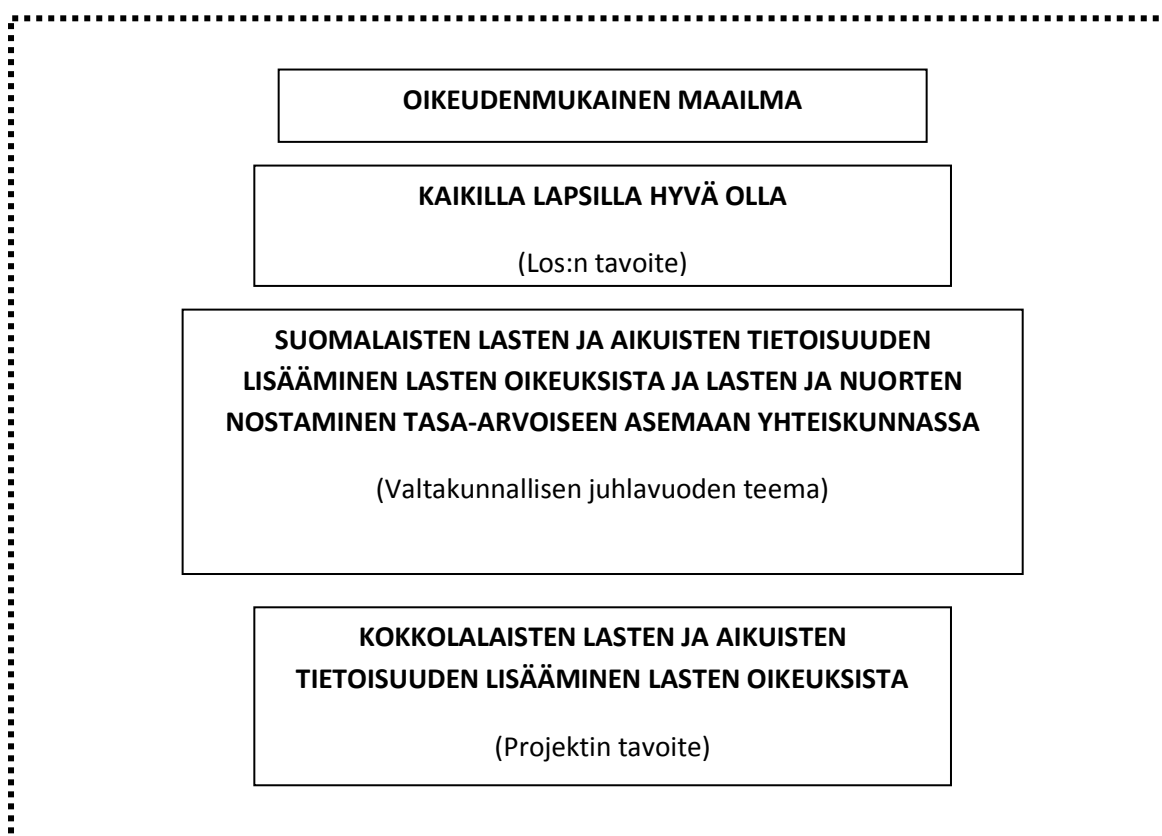 OIKEUDENMUKAINEN MAAILMA
KAIKILLA LAPSILLA HYVÄ OLLA
(Los:n tavoite)
SUOMALAISTEN LASTEN JA AIKUISTEN TIETOISUUDEN
LISÄÄMINEN LASTEN OIKEUKSISTA JA LASTEN JA NUORTEN
NOSTAMINEN TASA-ARVOISEEN ASEMAAN YHTEISKUNNASSA
(Valtakunnallisen juhlavuoden teema)
KOKKOLALAISTEN LASTEN JA AIKUISTEN
TIETOISUUDEN LISÄÄMINEN LASTEN OIKEUKSISTA
(Projektin tavoite)